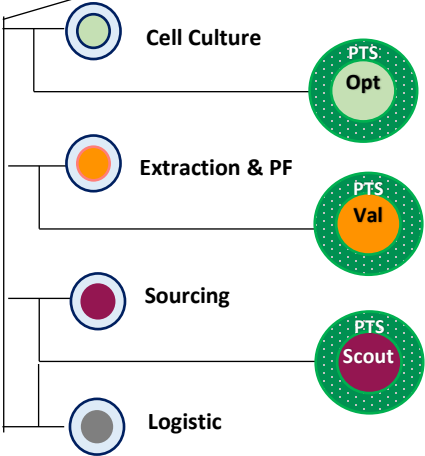 Cell Culture
PTS
Opt
Extraction & PF
PTS
Val
Sourcing
PTS
Scout
Logistic